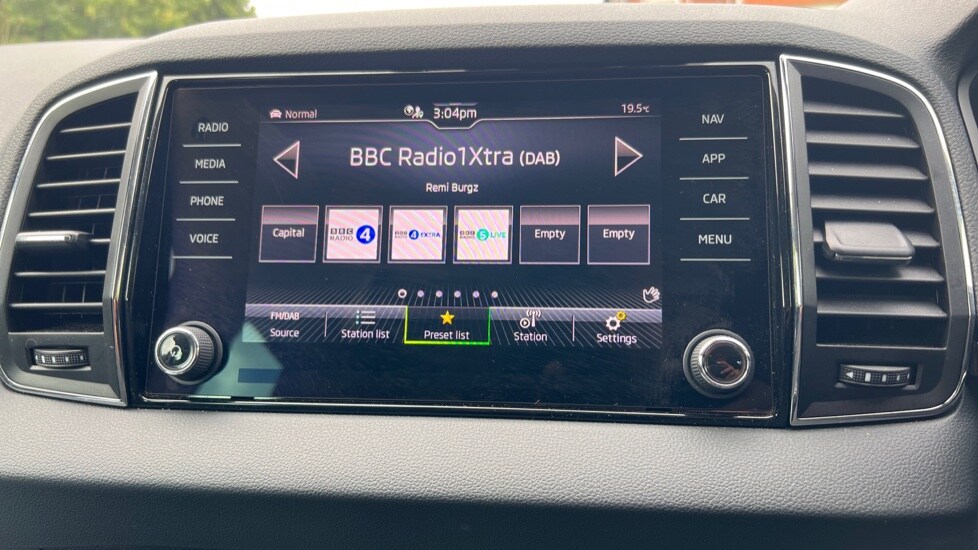 Normal
3:04pm
19.5°C
RADIO
MEDIA
PHONE
VOICE
BBC Radio1Xtra (DAB)
Remi Burgz
Capital
BBC RADIO 4
BBC RADIO 4 EXTRA
BBC RADIO 5 LIVE
Empty
Empty
FM/DAB
Source
Station list
Preset list
Station
Settings
NAV
APP
CAR
MENU